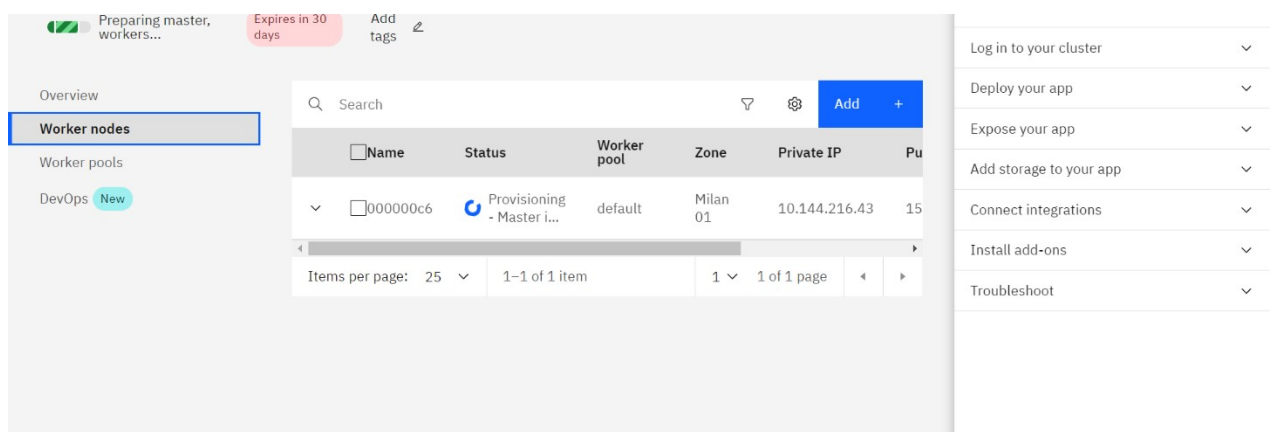 Preparing master,
workers...
Expires in 30
days
Add
tags
Overview
Worker nodes
Worker pools
DevOps New
Search
Add +
Name Status Worker pool Zone Private IP Pu
000000c6 Provisioning - Master i... default Milan 01 10.144.216.43 15
Items per page: 25 1–1 of 1 item 1 1 of 1 page
Log in to your cluster
Deploy your app
Expose your app
Add storage to your app
Connect integrations
Install add-ons
Troubleshoot